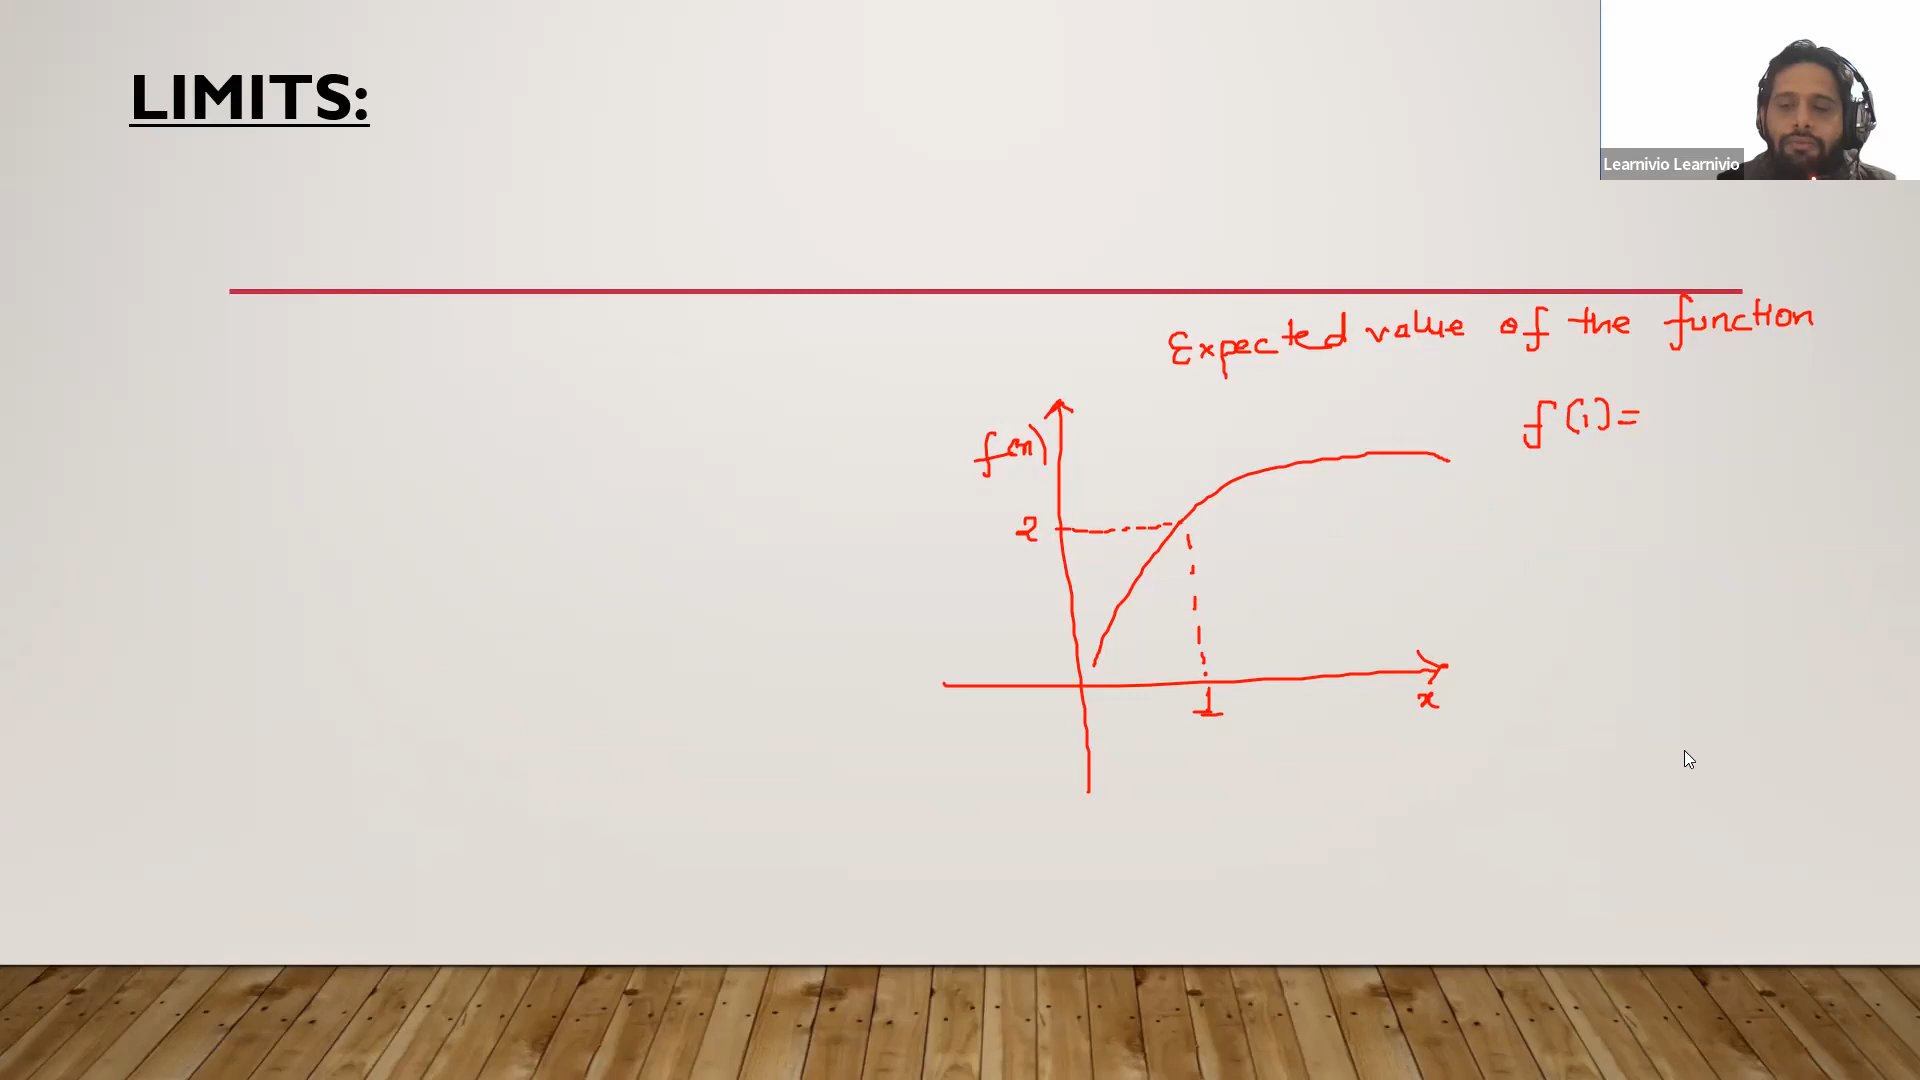 LIMITS:
Learnivio Learnivio
Expected value of the function
f(1)=
f(x)
2
1
x